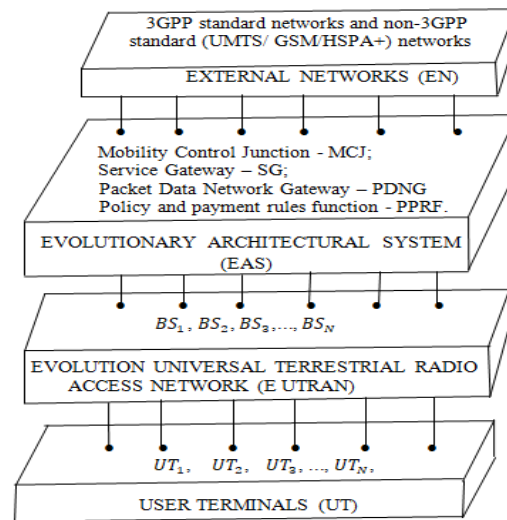 3GPP standard networks and non-3GPP
standard (UMTS/ GSM/HSPA+) networks
EXTERNAL NETWORKS (EN)
Mobility Control Junction - MCJ;
Service Gateway – SG;
Packet Data Network Gateway – PDNG
Policy and payment rules function - PPRF.
EVOLUTIONARY ARCHITECTURAL SYSTEM
(EAS)
BS₁, BS₂, BS₃,…, BS_N
EVOLUTION UNIVERSAL TERRESTRIAL RADIO
ACCESS NETWORK (E UTRAN)
UT₁, UT₂, UT₃, …, UT_N,
USER TERMINALS (UT)